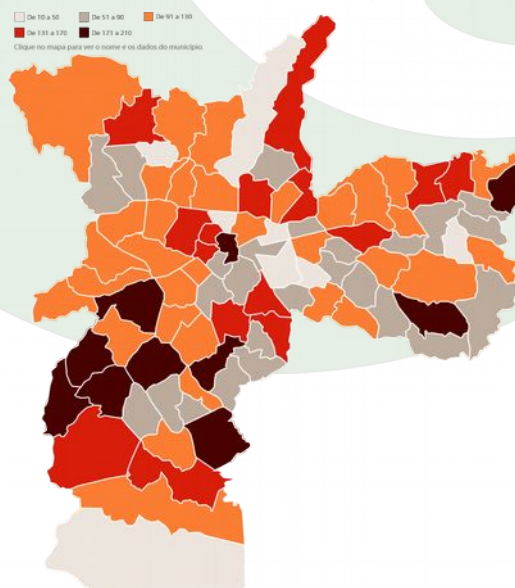 De 10 a 50 De 51 a 90 De 91 a 130
De 131 a 170 De 171 a 210
Clique no mapa para ver o nome e os dados do município.